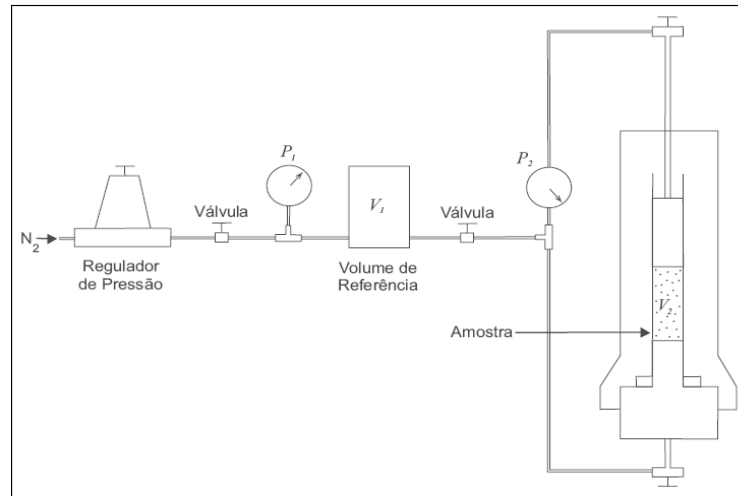 P₁
P₂
Válvula
V₁
Válvula
N₂
Regulador
de Pressão
Volume de
Referência
V₂
Amostra